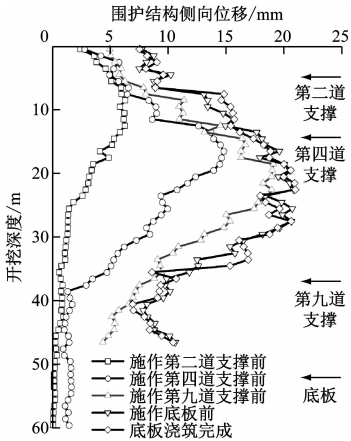 围护结构侧向位移/mm
0 5 10 15 20 25
开挖深度/m
10
20
30
40
50
60
第二道
支撑
第四道
支撑
第九道
支撑
底板
施作第二道支撑前
施作第四道支撑前
施作第九道支撑前
施作底板前
底板浇筑完成